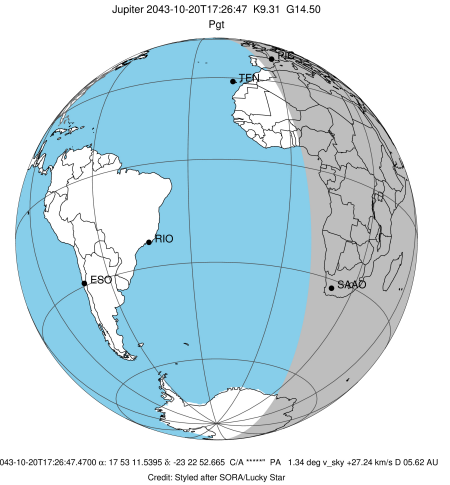 Jupiter 2043-10-20T17:26:47 K9.31 G14.50
Pgt
PIC
TEN
RIO
ESO
SAAO
043-10-20T17:26:47.4700 α: 17 53 11.5395 δ: -23 22 52.665 C/A *****" PA 1.34 deg v_sky +27.24 km/s D 05.62 AU
Credit: Styled after SORA/Lucky Star